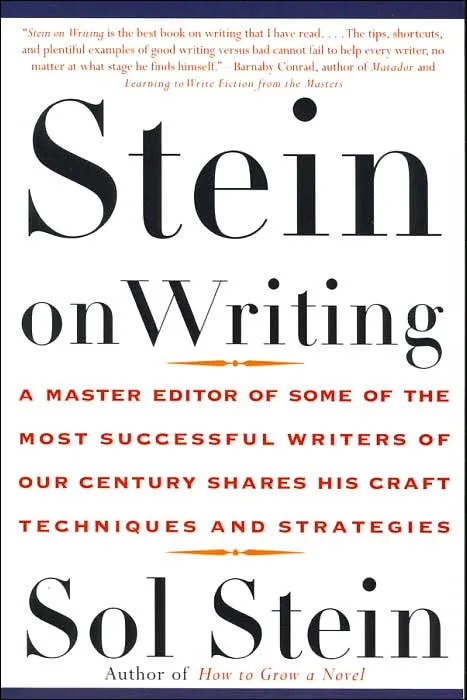 "Stein on Writing is the best book on writing that I have read. . . . The tips, shortcuts,
and plentiful examples of good writing versus bad cannot fail to help every writer, no
matter at what stage he finds himself."—Barnaby Conrad, author of Matador and
Learning to Write Fiction from the Masters
Stein
on Writing
A MASTER EDITOR OF SOME OF THE
MOST SUCCESSFUL WRITERS OF
OUR CENTURY SHARES HIS CRAFT
TECHNIQUES AND STRATEGIES
Sol Stein
Author of How to Grow a Novel